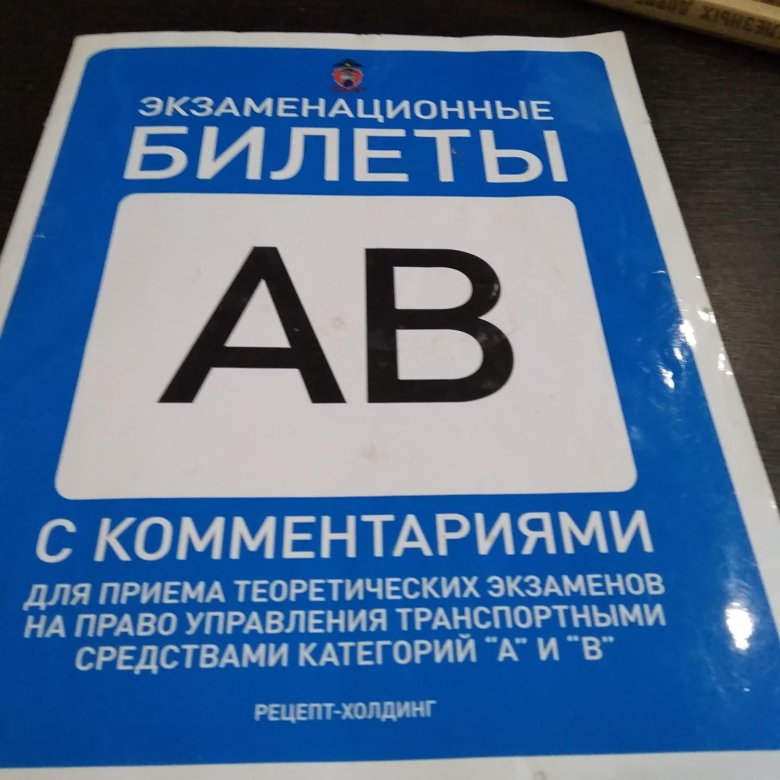 ЭКЗАМЕНАЦИОННЫЕ
БИЛЕТЫ
АВ
С КОММЕНТАРИЯМИ
ДЛЯ ПРИЕМА ТЕОРЕТИЧЕСКИХ ЭКЗАМЕНОВ
НА ПРАВО УПРАВЛЕНИЯ ТРАНСПОРТНЫМИ
СРЕДСТВАМИ КАТЕГОРИЙ "А" И "В"
РЕЦЕПТ-ХОЛДИНГ